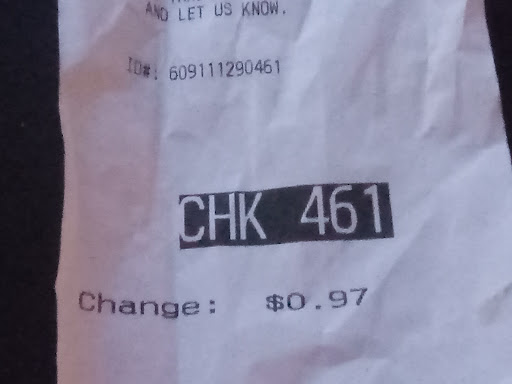 AND LET US KNOW.
ID#: 609111290461
CHK 461
Change: $0.97